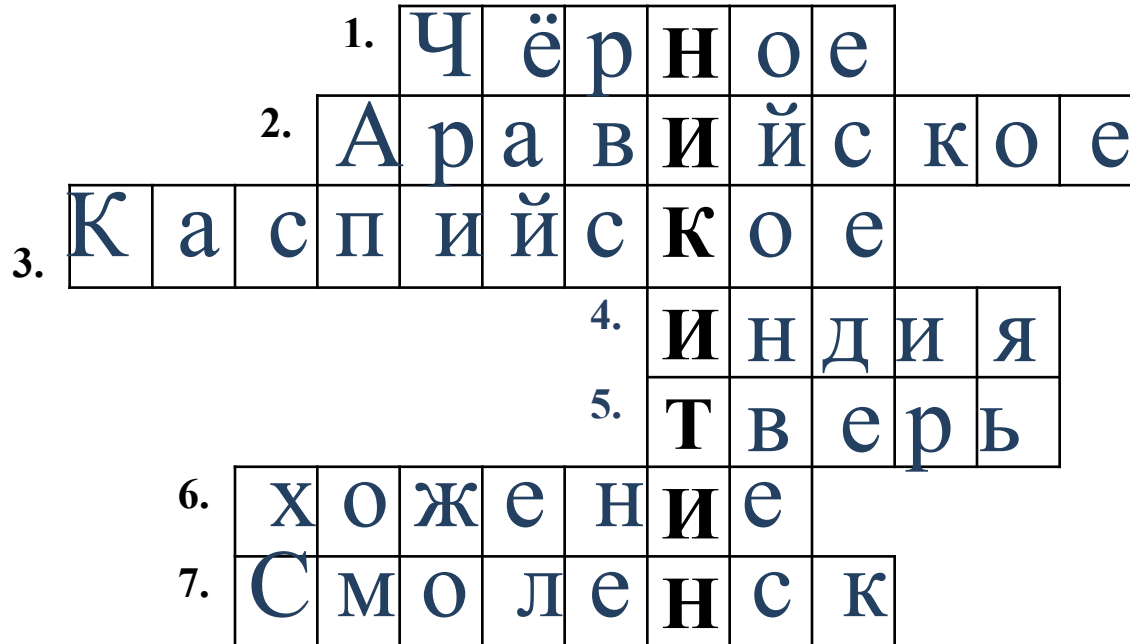 1. Чёрное
2. Аравийское
3. Каспийское
4. индия
5. тверь
6. хожение
7. Смоленск